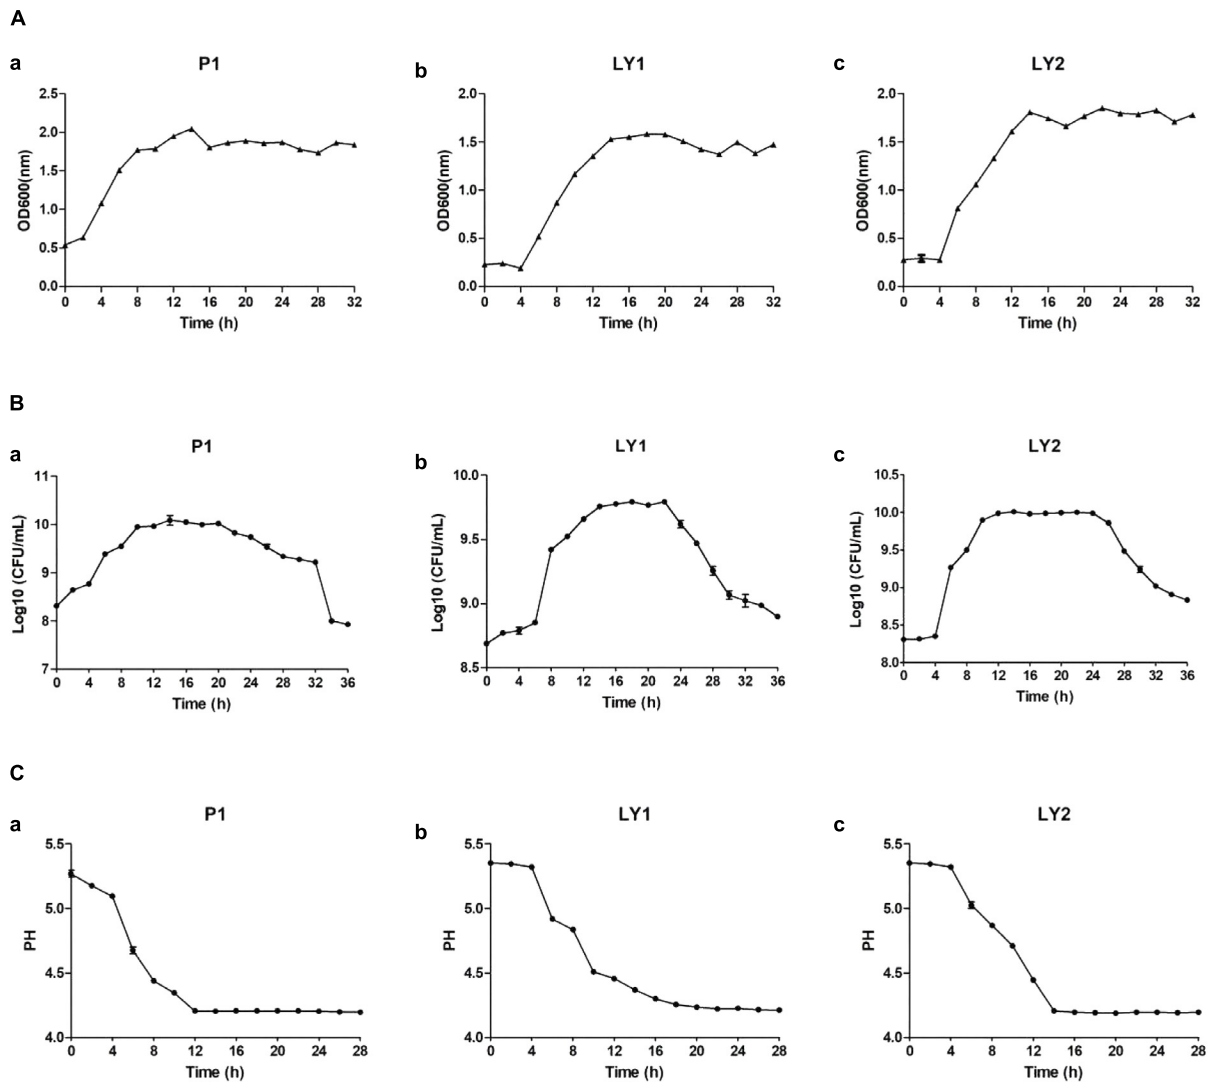 A
a
P1
2.5
2.0
1.5
1.0
0.5
0.0
OD600(nm)
0 4 8 12 16 20 24 28 32
Time (h)
b
LY1
2.0
1.5
1.0
0.5
0.0
OD600(nm)
0 4 8 12 16 20 24 28 32
Time (h)
c
LY2
2.0
1.5
1.0
0.5
0.0
OD600(nm)
0 4 8 12 16 20 24 28 32
Time (h)
B
a
P1
11
10
9
8
7
Log10 (CFU/mL)
0 4 8 12 16 20 24 28 32 36
Time (h)
b
LY1
10.0
9.5
9.0
8.5
Log10 (CFU/mL)
0 4 8 12 16 20 24 28 32 36
Time (h)
c
LY2
10.5
10.0
9.5
9.0
8.5
8.0
Log10 (CFU/mL)
0 4 8 12 16 20 24 28 32 36
Time (h)
C
a
P1
5.5
5.0
4.5
4.0
PH
0 4 8 12 16 20 24 28
Time (h)
b
LY1
5.5
5.0
4.5
4.0
PH
0 4 8 12 16 20 24 28
Time (h)
c
LY2
5.5
5.0
4.5
4.0
PH
0 4 8 12 16 20 24 28
Time (h)